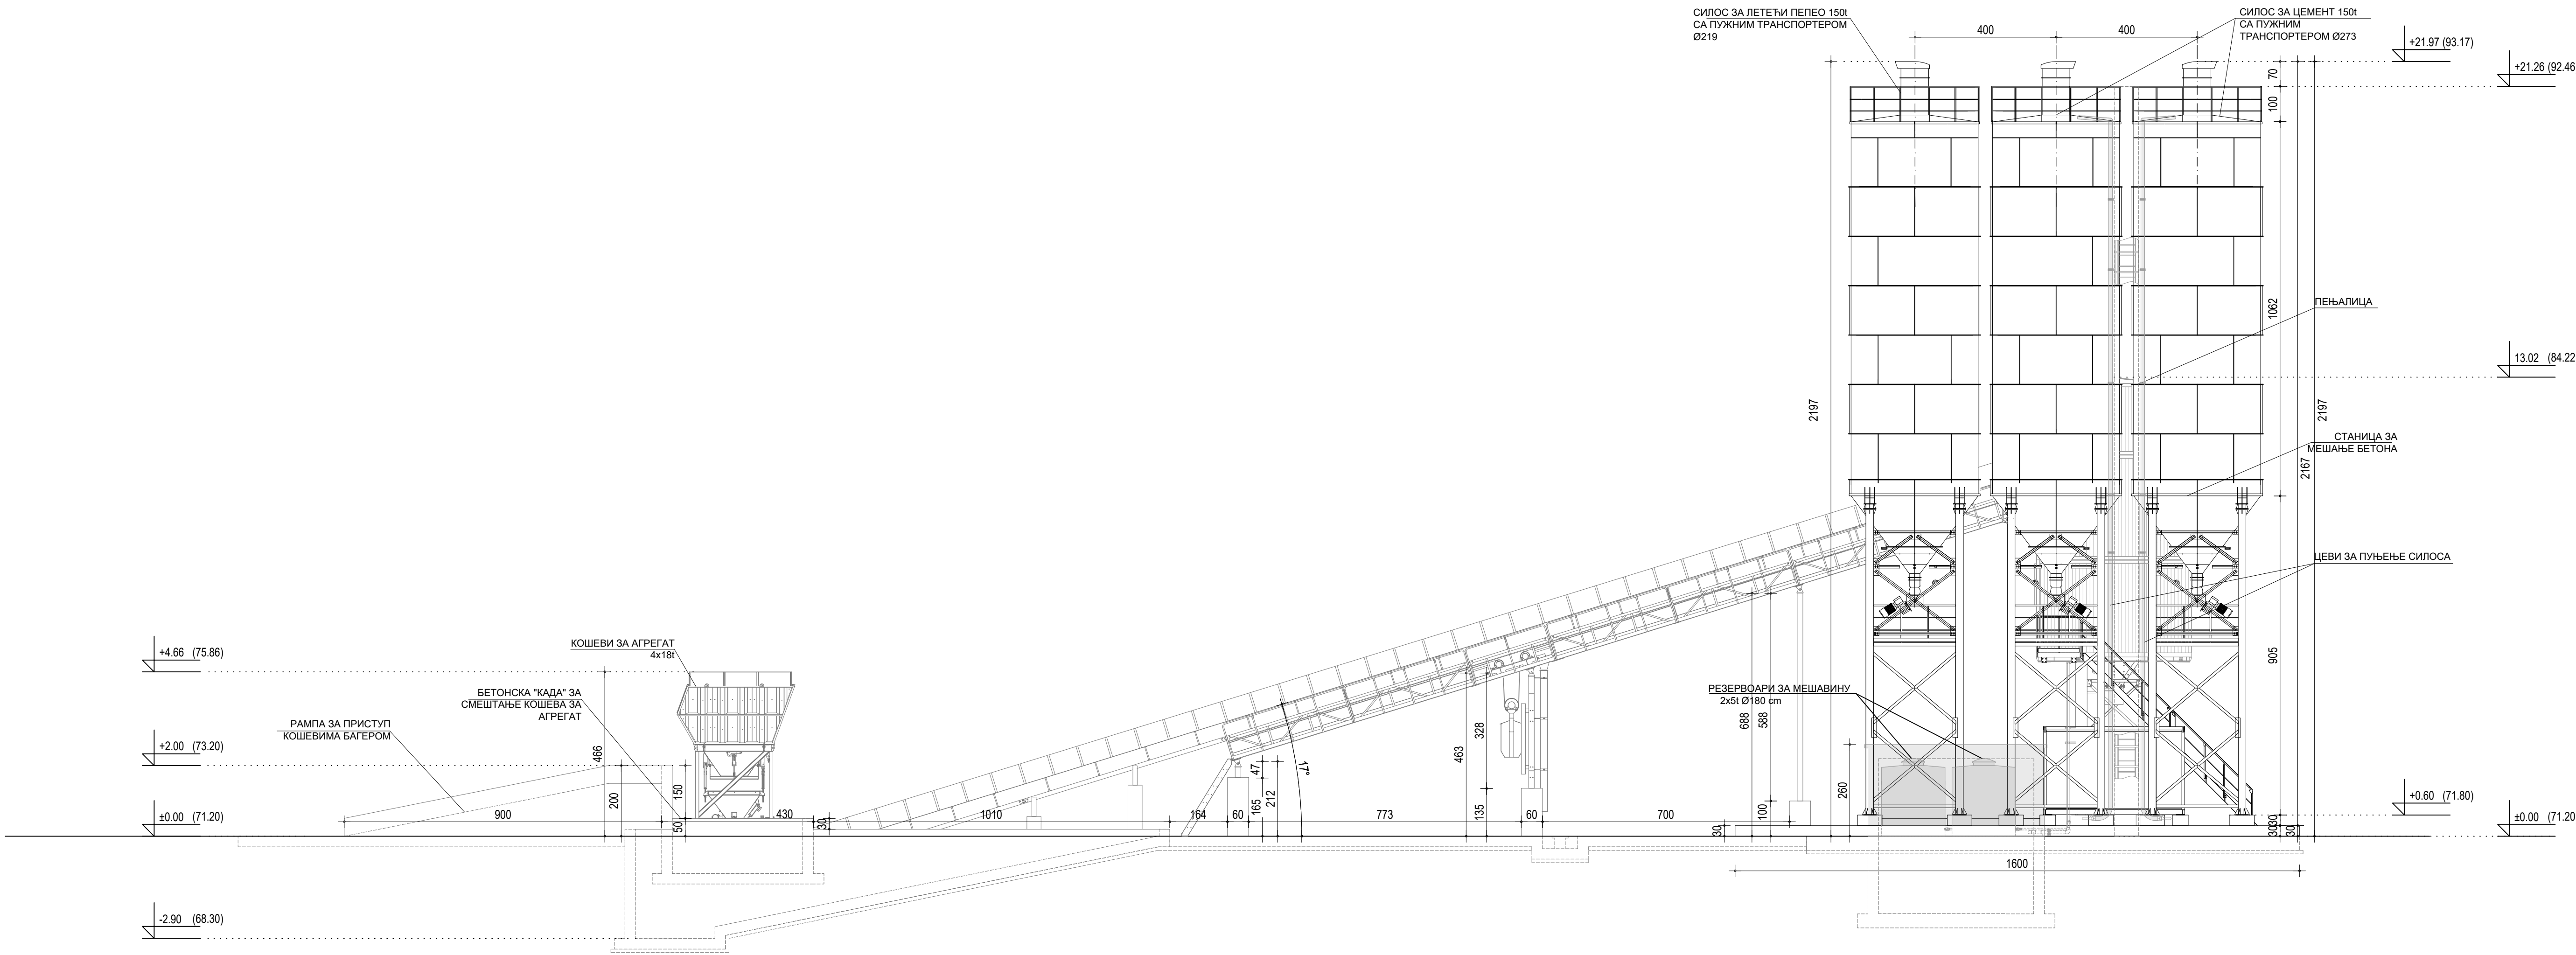 СИЛОС ЗА ЛЕТЕЋИ ПЕПЕО 150t
СА ПУЖНИМ ТРАНСПОРТЕРОМ
Ø219
СИЛОС ЗА ЦЕМЕНТ 150t
СА ПУЖНИМ
ТРАНСПОРТЕРОМ Ø273
400
400
+21.97 (93.17)
+21.26 (92.46
70
100
1062
ПЕЊАЛИЦА
13.02 (84.22
2197
2197
СТАНИЦА ЗА
МЕШАЊЕ БЕТОНА
2167
ЦЕВИ ЗА ПУЊЕЊЕ СИЛОСА
905
+4.66 (75.86)
КОШЕВИ ЗА АГРЕГАТ
4x18t
БЕТОНСКА "КАДА" ЗА
СМЕШТАЊЕ КОШЕВА ЗА
АГРЕГАТ
РАМПА ЗА ПРИСТУП
КОШЕВИМА БАГЕРОМ
+2.00 (73.20)
466
200
150
50
РЕЗЕРВОАРИ ЗА МЕШАВИНУ
2x5t Ø180 cm
688
588
463
328
47
165
212
17°
135
100
260
+0.60 (71.80)
±0.00 (71.20)
900
430
30
1010
164
60
773
60
700
30
30
30
30
±0.00 (71.20
1600
-2.90 (68.30)